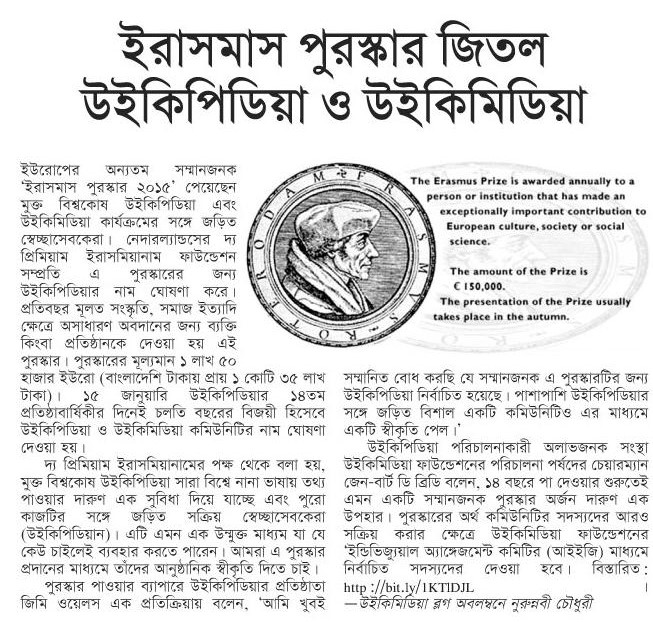 ইরাসমাস পুরস্কার জিতল
উইকিপিডিয়া ও উইকিমিডিয়া
ইউরোপের অন্যতম সম্মানজনক
‘ইরাসমাস পুরস্কার ২০১৫’ পেয়েছেন
মুক্ত বিশ্বকোষ উইকিপিডিয়া এবং
উইকিমিডিয়া কার্যক্রমের সঙ্গে জড়িত
স্বেচ্ছাসেবকেরা। নেদারল্যান্ডসের দ্য
প্রিমিয়াম ইরাসমিয়ানাম ফাউন্ডেশন
সম্প্রতি এ পুরস্কারের জন্য
উইকিপিডিয়ার নাম ঘোষণা করে।
প্রতিবছর মূলত সংস্কৃতি, সমাজ ইত্যাদি
ক্ষেত্রে অসাধারণ অবদানের জন্য ব্যক্তি
কিংবা প্রতিষ্ঠানকে দেওয়া হয় এই
পুরস্কার। পুরস্কারের মূল্যমান ১ লাখ ৫০
হাজার ইউরো (বাংলাদেশি টাকায় প্রায় ১ কোটি ৩৫ লাখ
টাকা)। ১৫ জানুয়ারি উইকিপিডিয়ার ১৪তম
প্রতিষ্ঠাবার্ষিকীর দিনেই চলতি বছরের বিজয়ী হিসেবে
উইকিপিডিয়া ও উইকিমিডিয়া কমিউনিটির নাম ঘোষণা
দেওয়া হয়।
দ্য প্রিমিয়াম ইরাসমিয়ানামের পক্ষ থেকে বলা হয়,
মুক্ত বিশ্বকোষ উইকিপিডিয়া সারা বিশ্বে নানা ভাষায় তথ্য
পাওয়ার দারুণ এক সুবিধা দিয়ে যাচ্ছে এবং পুরো
কাজটির সঙ্গে জড়িত সক্রিয় স্বেচ্ছাসেবকেরা
(উইকিপিডিয়ান)। এটি এমন এক উন্মুক্ত মাধ্যম যা যে
কেউ চাইলেই ব্যবহার করতে পারেন। আমরা এ পুরস্কার
প্রদানের মাধ্যমে তাঁদের আনুষ্ঠানিক স্বীকৃতি দিতে চাই।
পুরস্কার পাওয়ার ব্যাপারে উইকিপিডিয়ার প্রতিষ্ঠাতা
জিমি ওয়েলস এক প্রতিক্রিয়ায় বলেন, ‘আমি খুবই
ERASMVS ROTERODAM
The Erasmus Prize is awarded annually to a
person or institution that has made an
exceptionally important contribution to
European culture, society or social
science.
The amount of the Prize is
€ 150,000.
The presentation of the Prize usually
takes place in the autumn.
সম্মানিত বোধ করছি যে সম্মানজনক এ পুরস্কারটির জন্য
উইকিপিডিয়া নির্বাচিত হয়েছে। পাশাপাশি উইকিপিডিয়ার
সঙ্গে জড়িত বিশাল একটি কমিউনিটিও এর মাধ্যমে
একটি স্বীকৃতি পেল।’
উইকিপিডিয়া পরিচালনাকারী অলাভজনক সংস্থা
উইকিমিডিয়া ফাউন্ডেশনের পরিচালনা পর্ষদের চেয়ারম্যান
জেন-বার্ট ডি ব্রিডি বলেন, ১৪ বছরে পা দেওয়ার শুরুতেই
এমন একটি সম্মানজনক পুরস্কার অর্জন দারুণ এক
উপহার। পুরস্কারের অর্থ কমিউনিটির সদস্যদের আরও
সক্রিয় করার ক্ষেত্রে উইকিমিডিয়া ফাউন্ডেশনের
‘ইন্ডিভিজ্যুয়াল অ্যাঙ্গেজমেন্ট কমিটির (আইইজি) মাধ্যমে
নির্বাচিত সদস্যদের দেওয়া হবে। বিস্তারিত :
http ://bit.ly/1KTlDJL ।
—উইকিমিডিয়া ব্লগ অবলম্বনে নুরুন্নবী চৌধুরী